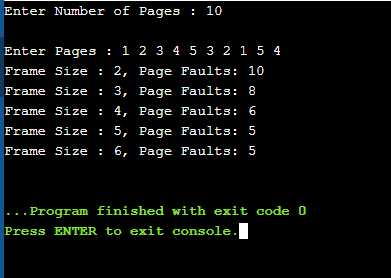 Enter Number of Pages : 10
Enter Pages : 1 2 3 4 5 3 2 1 5 4
Frame Size : 2, Page Faults: 10
Frame Size : 3, Page Faults: 8
Frame Size : 4, Page Faults: 6
Frame Size : 5, Page Faults: 5
Frame Size : 6, Page Faults: 5
...Program finished with exit code 0
Press ENTER to exit console.